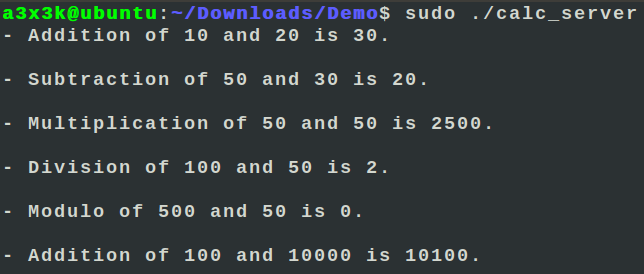 a3x3k@ubuntu:~/Downloads/Demo$ sudo ./calc_server
- Addition of 10 and 20 is 30.
- Subtraction of 50 and 30 is 20.
- Multiplication of 50 and 50 is 2500.
- Division of 100 and 50 is 2.
- Modulo of 500 and 50 is 0.
- Addition of 100 and 10000 is 10100.